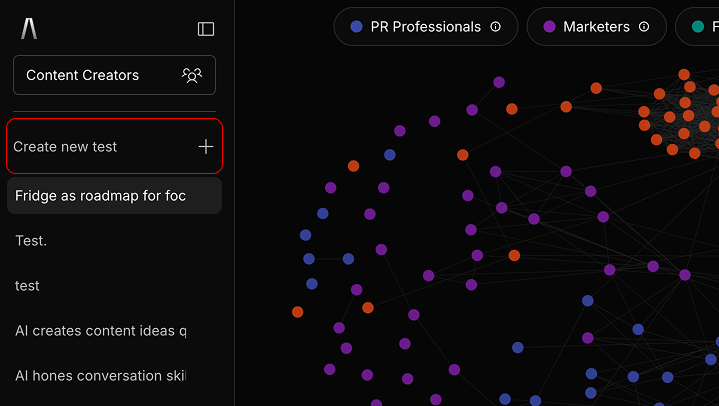 PR Professionals
Marketers
F
Content Creators
Create new test
Fridge as roadmap for foc
Test.
test
AI creates content ideas q
AI hones conversation skil